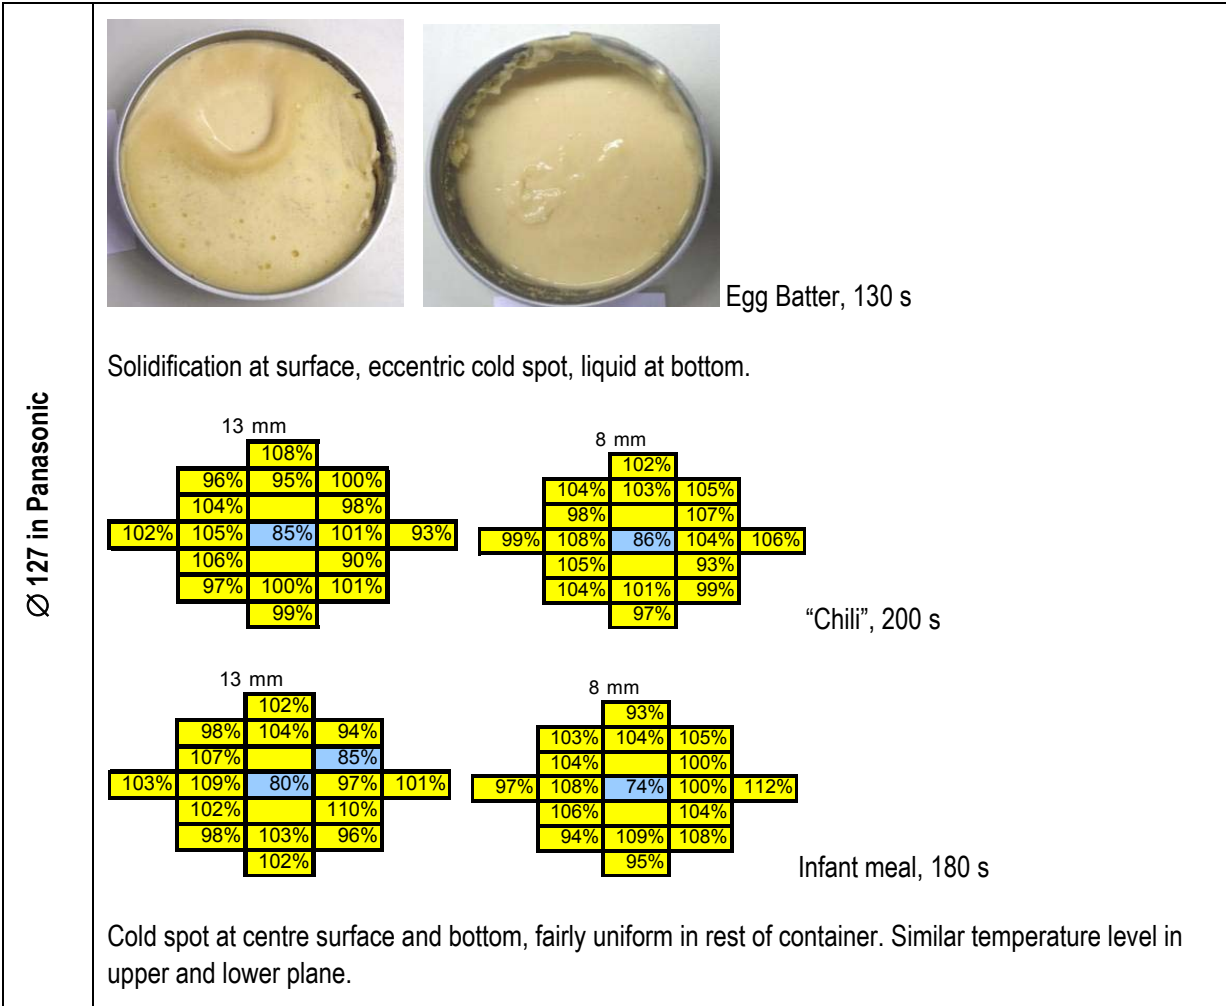 Ø 127 in Panasonic
Egg Batter, 130 s
Solidification at surface, eccentric cold spot, liquid at bottom.
13 mm
108%
96% 95% 100%
104% 98%
102% 105% 85% 101% 93%
106% 90%
97% 100% 101%
99%
8 mm
102%
104% 103% 105%
98% 107%
99% 108% 86% 104% 106%
105% 93%
104% 101% 99%
97%
“Chili”, 200 s
13 mm
102%
98% 104% 94%
107% 85%
103% 109% 80% 97% 101%
102% 110%
98% 103% 96%
102%
8 mm
93%
103% 104% 105%
104% 100%
97% 108% 74% 100% 112%
106% 104%
94% 109% 108%
95%
Infant meal, 180 s
Cold spot at centre surface and bottom, fairly uniform in rest of container. Similar temperature level in
upper and lower plane.